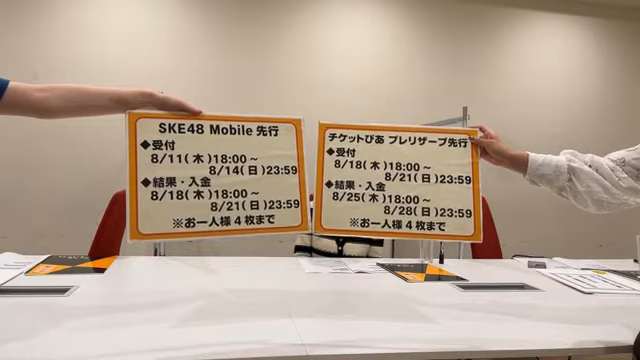 SKE48 Mobile 先行
◆受付
8/11(木)18:00～
8/14(日)23:59
◆結果・入金
8/18(木)18:00～
8/21(日)23:59
※お一人様4枚まで
チケットぴあ プレリザーブ先行
◆受付
8/18(木)18:00～
8/21(日)23:59
◆結果・入金
8/25(木)18:00～
8/28(日)23:59
※お一人様4枚まで